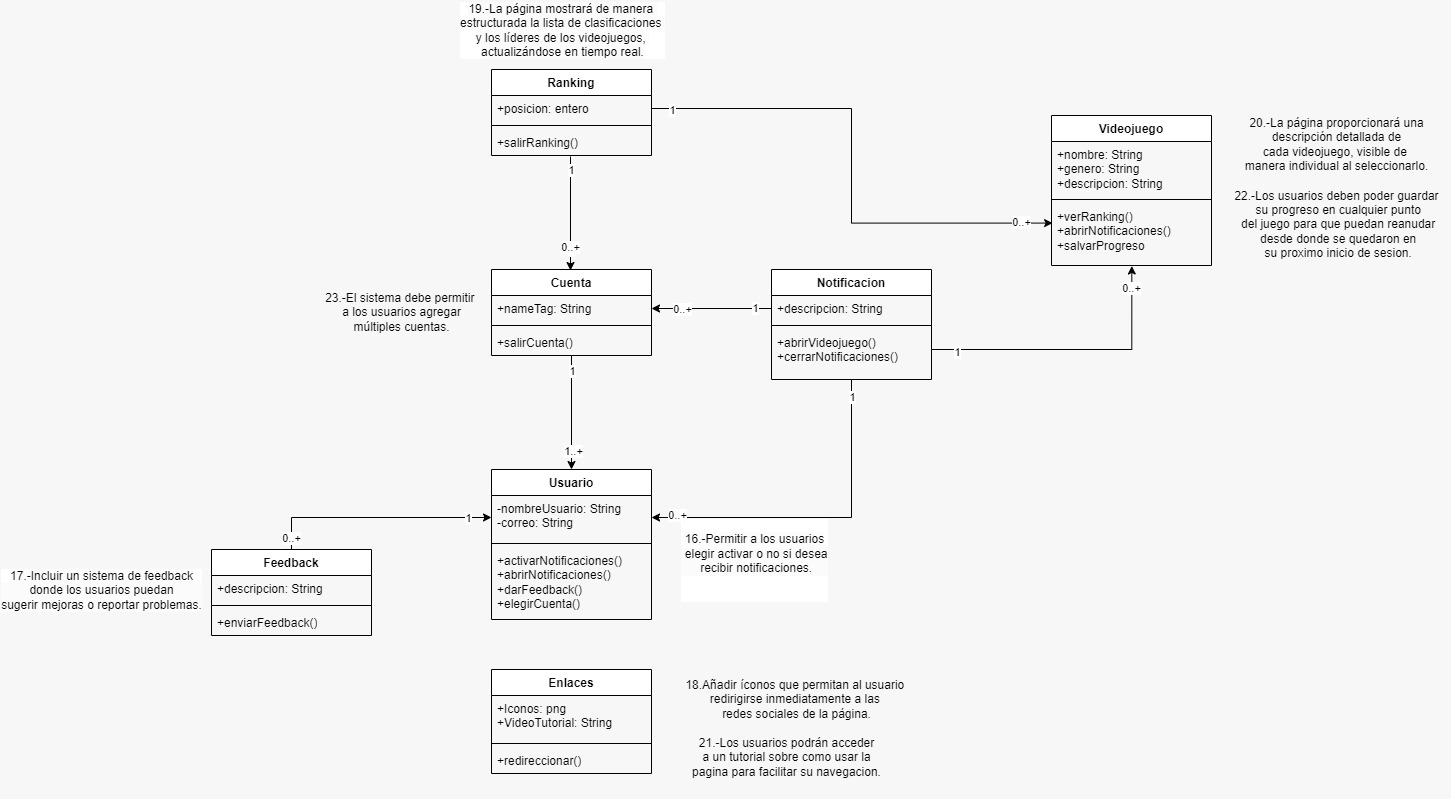 19.-La página mostrará de manera
estructurada la lista de clasificaciones
y los líderes de los videojuegos,
actualizándose en tiempo real.
Ranking
+posicion: entero
+salirRanking()
1
1
0..+
0..+
Videojuego
+nombre: String
+genero: String
+descripcion: String
+verRanking()
+abrirNotificaciones()
+salvarProgreso
20.-La página proporcionará una
descripción detallada de
cada videojuego, visible de
manera individual al seleccionarlo.
22.-Los usuarios deben poder guardar
su progreso en cualquier punto
del juego para que puedan reanudar
desde donde se quedaron en
su proximo inicio de sesion.
23.-El sistema debe permitir
a los usuarios agregar
múltiples cuentas.
Cuenta
+nameTag: String
+salirCuenta()
0..+
1
Notificacion
+descripcion: String
+abrirVideojuego()
+cerrarNotificaciones()
0..+
1
1
1
1..+
0..+
Usuario
-nombreUsuario: String
-correo: String
+activarNotificaciones()
+abrirNotificaciones()
+darFeedback()
+elegirCuenta()
16.-Permitir a los usuarios
elegir activar o no si desea
recibir notificaciones.
1
0..+
Feedback
+descripcion: String
+enviarFeedback()
17.-Incluir un sistema de feedback
donde los usuarios puedan
sugerir mejoras o reportar problemas.
Enlaces
+Iconos: png
+VideoTutorial: String
+redireccionar()
18.Añadir íconos que permitan al usuario
redirigirse inmediatamente a las
redes sociales de la página.
21.-Los usuarios podrán acceder
a un tutorial sobre como usar la
pagina para facilitar su navegacion.